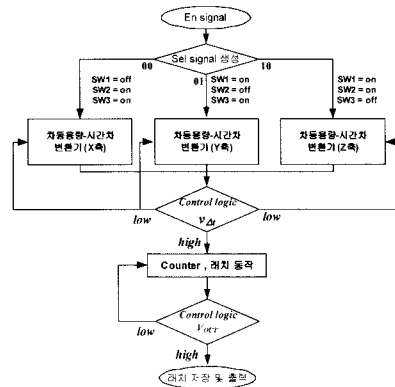 En signal
Sel signal 생성
00
01
10
SW1 = off
SW2 = on
SW3 = on
SW1 = on
SW2 = off
SW3 = on
SW1 = on
SW2 = on
SW3 = off
차동용량-시간차
변환기 (X축)
차동용량-시간차
변환기 (Y축)
차동용량-시간차
변환기 (Z축)
Control logic
v_Δt
low
low
high
Counter , 래치 동작
Control logic
low
high
래치 저장 및 출력